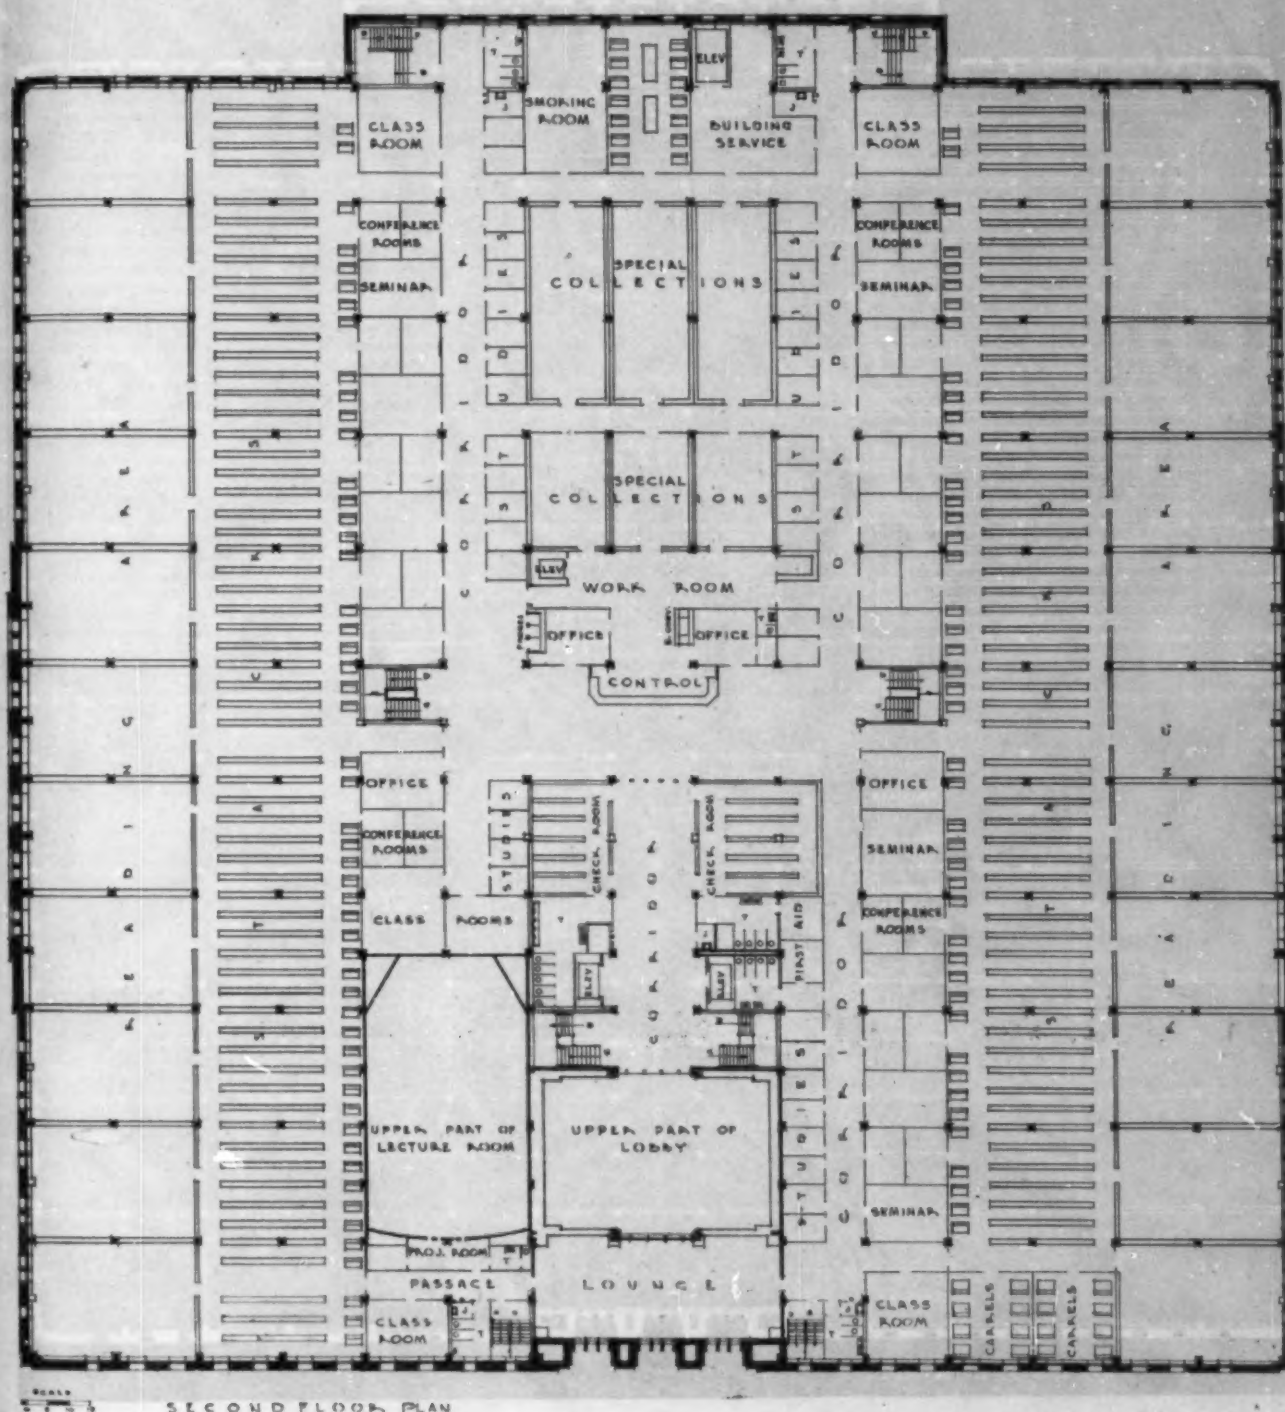 SMOKING
ROOM
ELEV
CLASS
ROOM
BUILDING
SERVICE
CLASS
ROOM
CONFERENCE
ROOMS
SEMINAR
CORRIDOR
STUDIES
SPECIAL
COLLECTIONS
STUDIES
CORRIDOR
CONFERENCE
ROOMS
SEMINAR
READING AREA
STACKS
SPECIAL
COLLECTIONS
STACKS
READING AREA
ELEV
WORK ROOM
PHONES
OFFICE
OFFICE
CONTROL
OFFICE
CONFERENCE
ROOMS
STUDIES
CHECK ROOM
CORRIDOR
CHECK ROOM
OFFICE
SEMINAR
CLASS ROOMS
ELEV
ELEV
FIRST AID
CONFERENCE
ROOMS
CORRIDOR
UPPER PART OF
LECTURE ROOM
UPPER PART OF
LOBBY
STUDIES
SEMINAR
PROJ. ROOM
PASSAGE
LOUNGE
CLASS
ROOM
CLASS
ROOM
CARRELS
CARRELS
SCALE
SECOND FLOOR PLAN